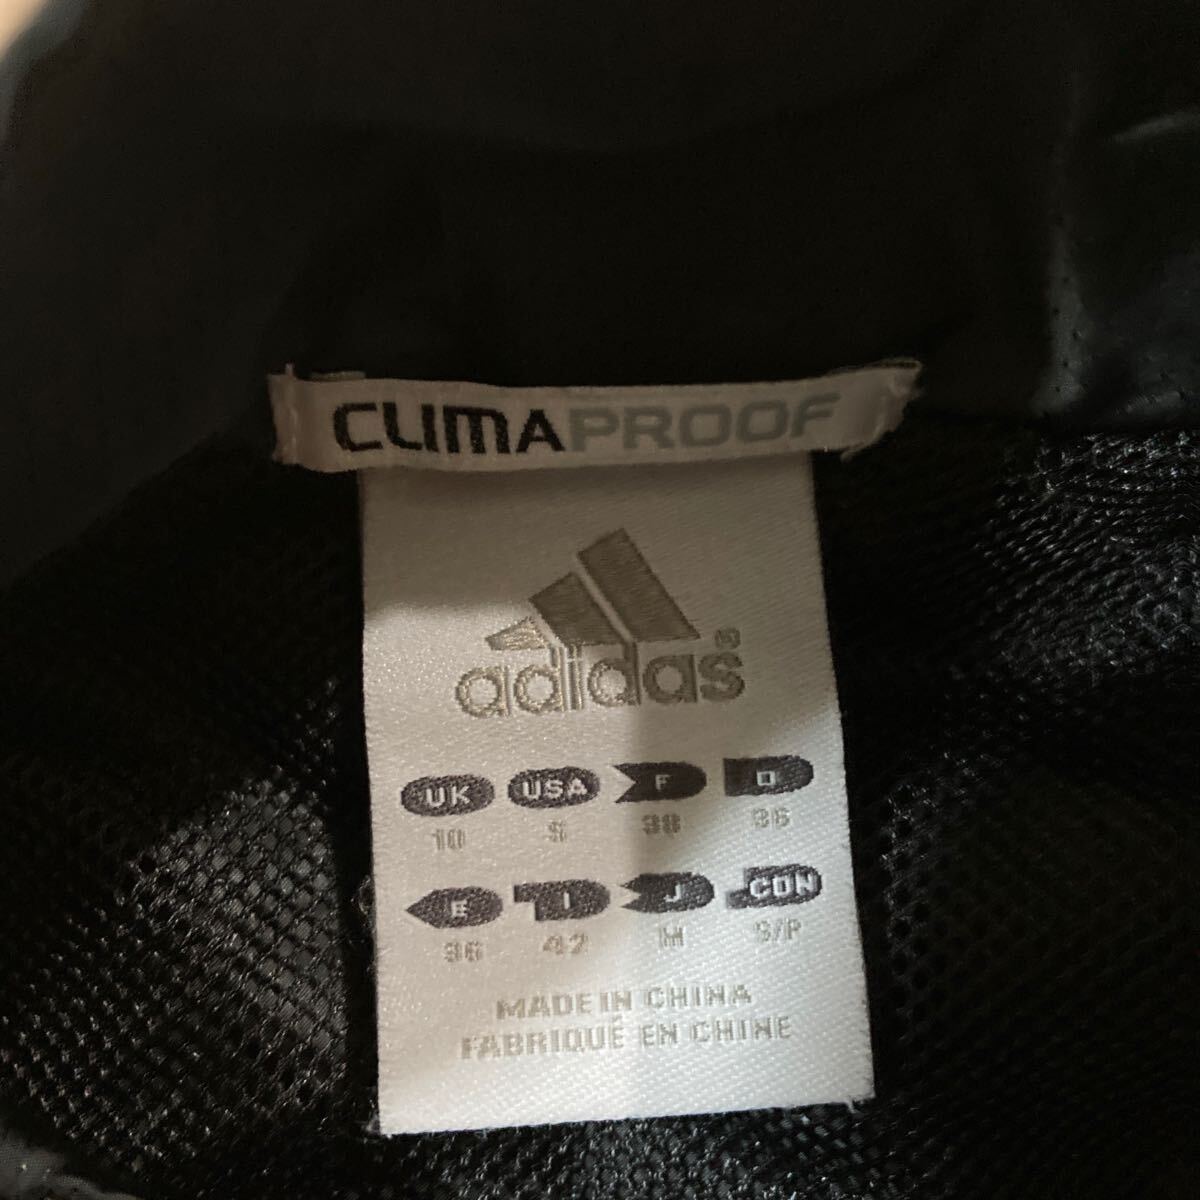 CLIMAPROOF
adidas®
UK USA F D
10 S 38 36
E I J CDN
36 42 M S/P
MADE IN CHINA
FABRIQUÉ EN CHINE